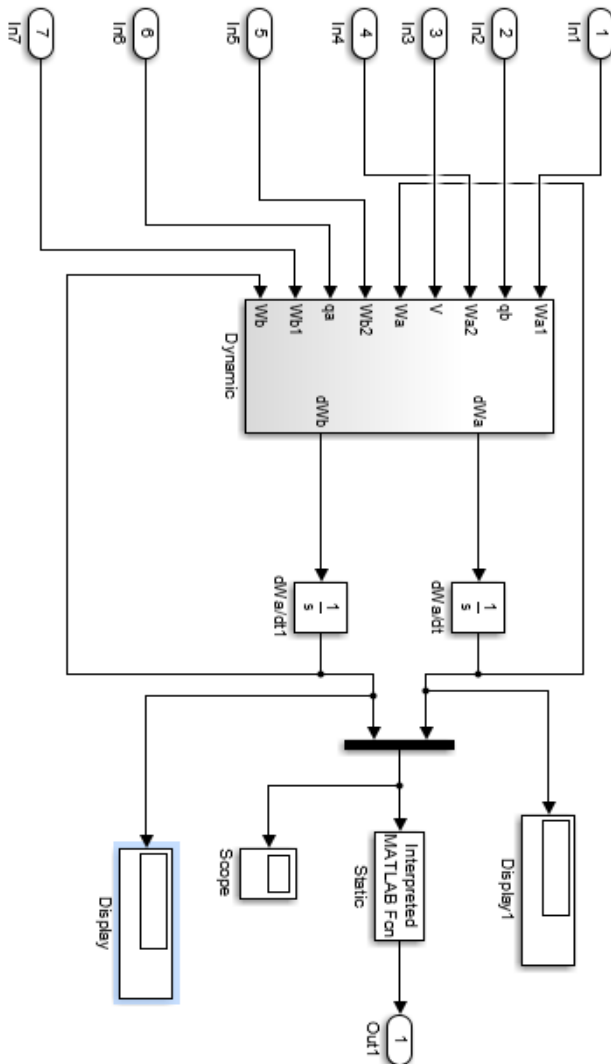 1
In1
2
In2
3
In3
4
In4
5
In5
6
In6
7
In7
Wa1
qb
Wa2
V
Wa
Wb2
qa
Wb1
Wb
dWa
dWb
Dynamic
1
s
dWa/dt
1
s
dWa/dt1
Display1
Interpreted
MATLAB Fcn
Static
1
Out1
Scope
Display